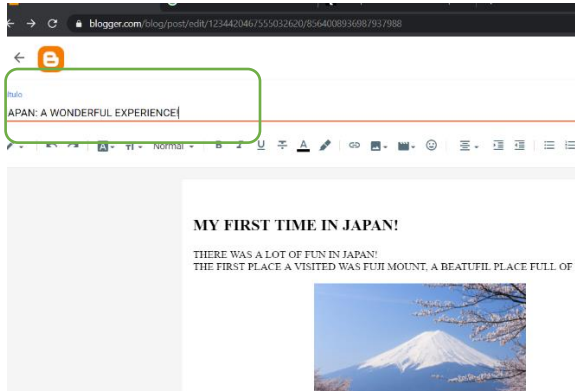 blogger.com/blog/post/edit/1234420467555032620/8564008936987937988
ítulo
APAN: A WONDERFUL EXPERIENCE!
Normal
MY FIRST TIME IN JAPAN!
THERE WAS A LOT OF FUN IN JAPAN!
THE FIRST PLACE A VISITED WAS FUJI MOUNT, A BEATUFIL PLACE FULL OF